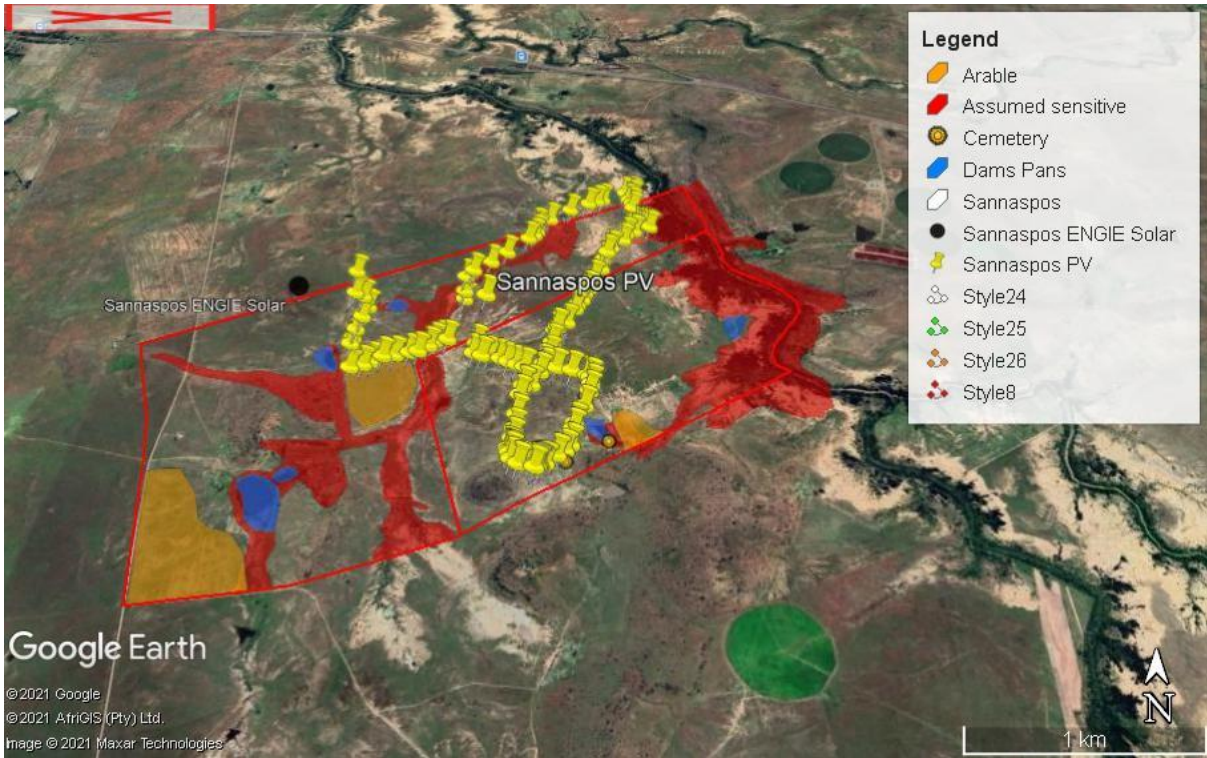 Legend
Arable
Assumed sensitive
Cemetery
Dams Pans
Sannaspos
Sannaspos ENGIE Solar
Sannaspos PV
Style24
Style25
Style26
Style8
Sannaspos PV
Sannaspos ENGIE Solar
Google Earth
©2021 Google
©2021 AfriGIS (Pty) Ltd.
Image ©2021 Maxar Technologies
N
1 km